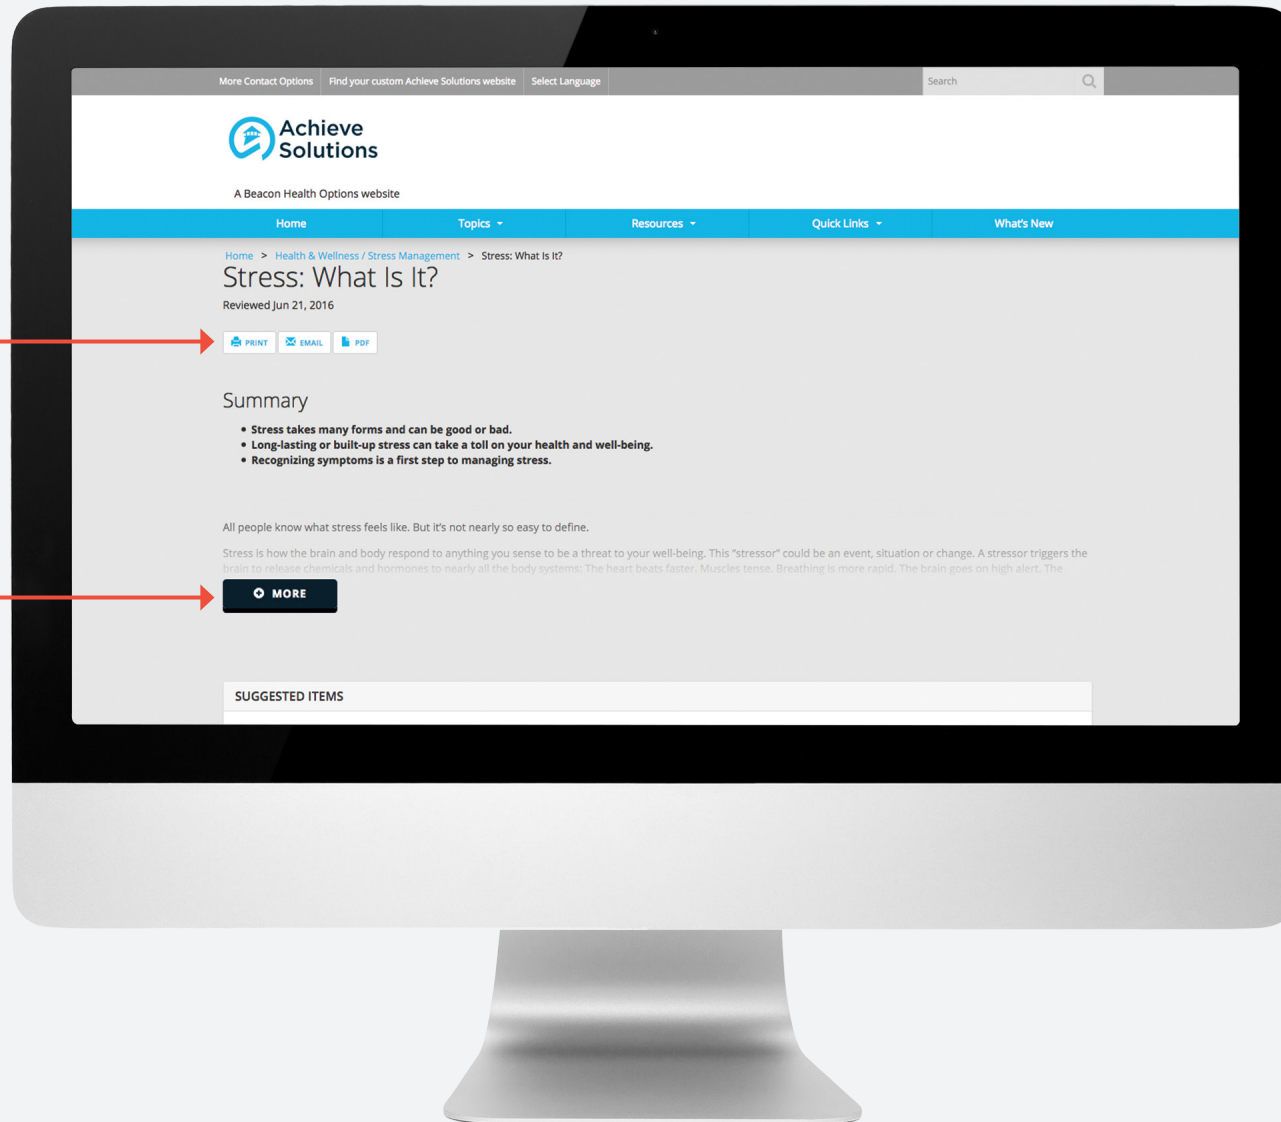 More Contact Options Find your custom Achieve Solutions website Select Language Search
Achieve
Solutions
A Beacon Health Options website
Home Topics Resources Quick Links What's New
Home > Health & Wellness / Stress Management > Stress: What Is It?
Stress: What Is It?
Reviewed Jun 21, 2016
PRINT EMAIL PDF
Summary
• Stress takes many forms and can be good or bad.
• Long-lasting or built-up stress can take a toll on your health and well-being.
• Recognizing symptoms is a first step to managing stress.
All people know what stress feels like. But it's not nearly so easy to define.
Stress is how the brain and body respond to anything you sense to be a threat to your well-being. This "stressor" could be an event, situation or change. A stressor triggers the
brain to release chemicals and hormones to nearly all the body systems: The heart beats faster. Muscles tense. Breathing is more rapid. The brain goes on high alert. The
MORE
SUGGESTED ITEMS